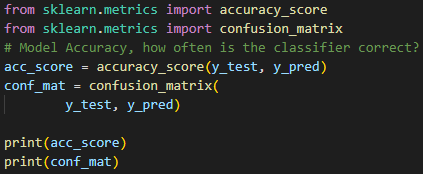 from sklearn.metrics import accuracy_score
from sklearn.metrics import confusion_matrix
# Model Accuracy, how often is the classifier correct?
acc_score = accuracy_score(y_test, y_pred)
conf_mat = confusion_matrix(
        y_test, y_pred)

print(acc_score)
print(conf_mat)